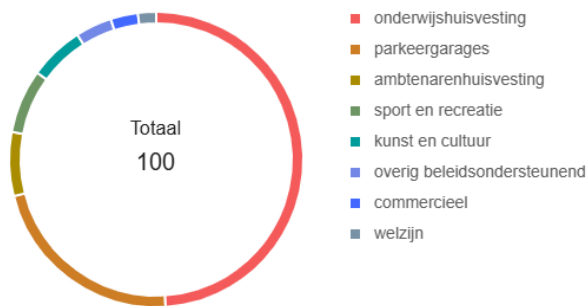 Totaal
100
onderwijshuisvesting
parkeergarages
ambtenarenhuisvesting
sport en recreatie
kunst en cultuur
overig beleidsondersteunend
commercieel
welzijn